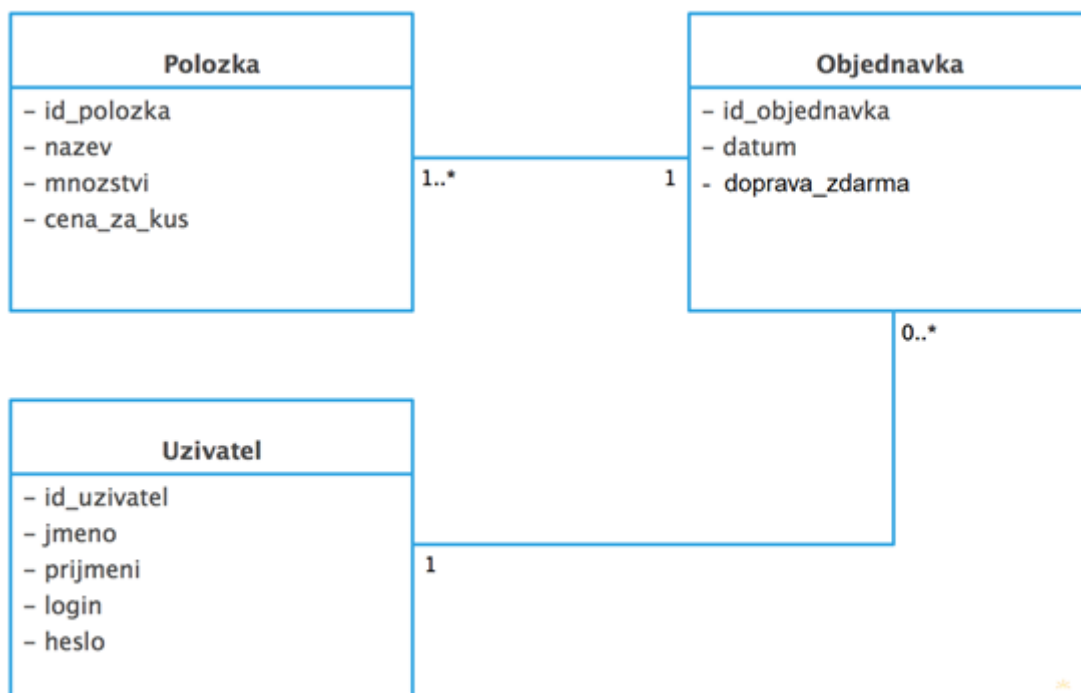 Polozka
– id_polozka
– nazev
– mnozstvi
– cena_za_kus
1..*
1
Objednavka
– id_objednavka
– datum
- doprava_zdarma
0..*
Uzivatel
– id_uzivatel
– jmeno
– prijmeni
– login
– heslo
1